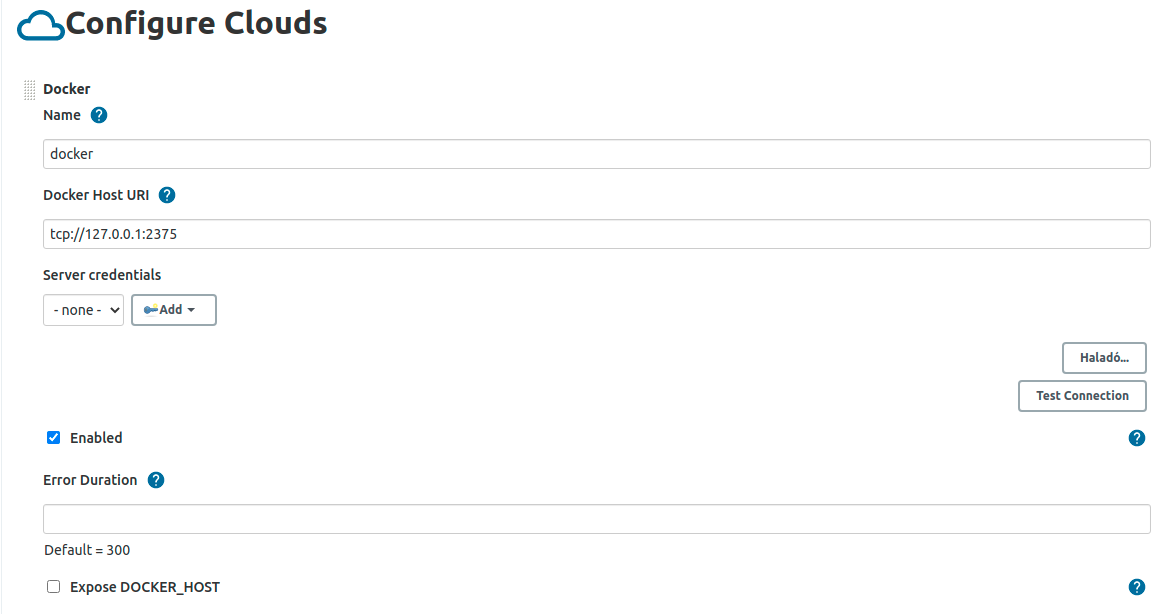 Configure Clouds
Docker
Name ?
docker
Docker Host URI ?
tcp://127.0.0.1:2375
Server credentials
- none - Add
Haladó...
Test Connection
Enabled ?
Error Duration ?
Default = 300
Expose DOCKER_HOST ?